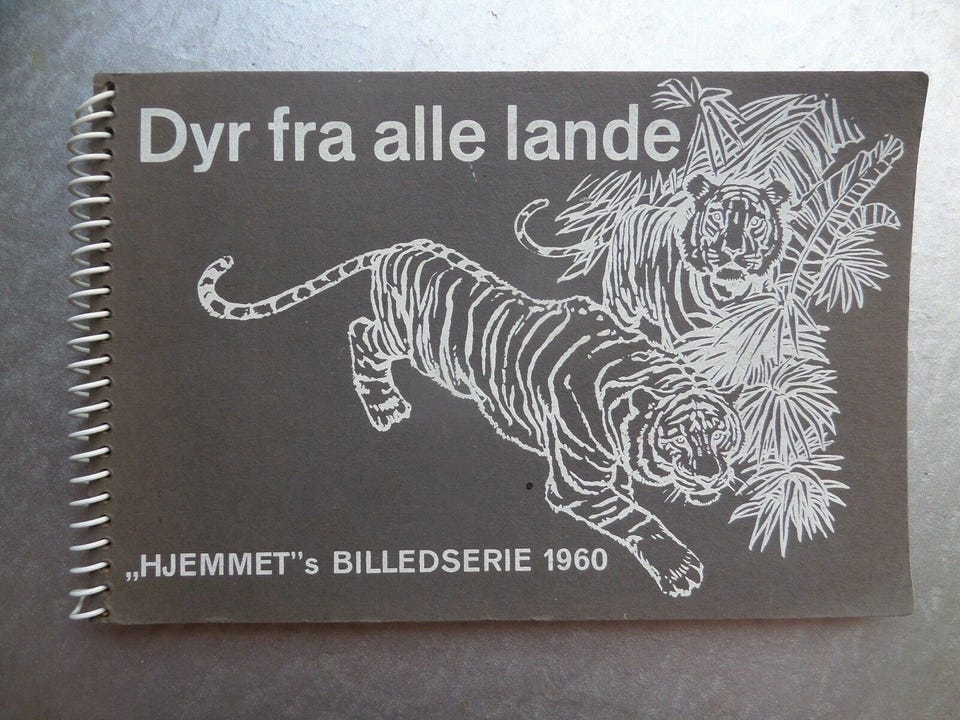 Dyr fra alle lande
„HJEMMET”s BILLEDSERIE 1960